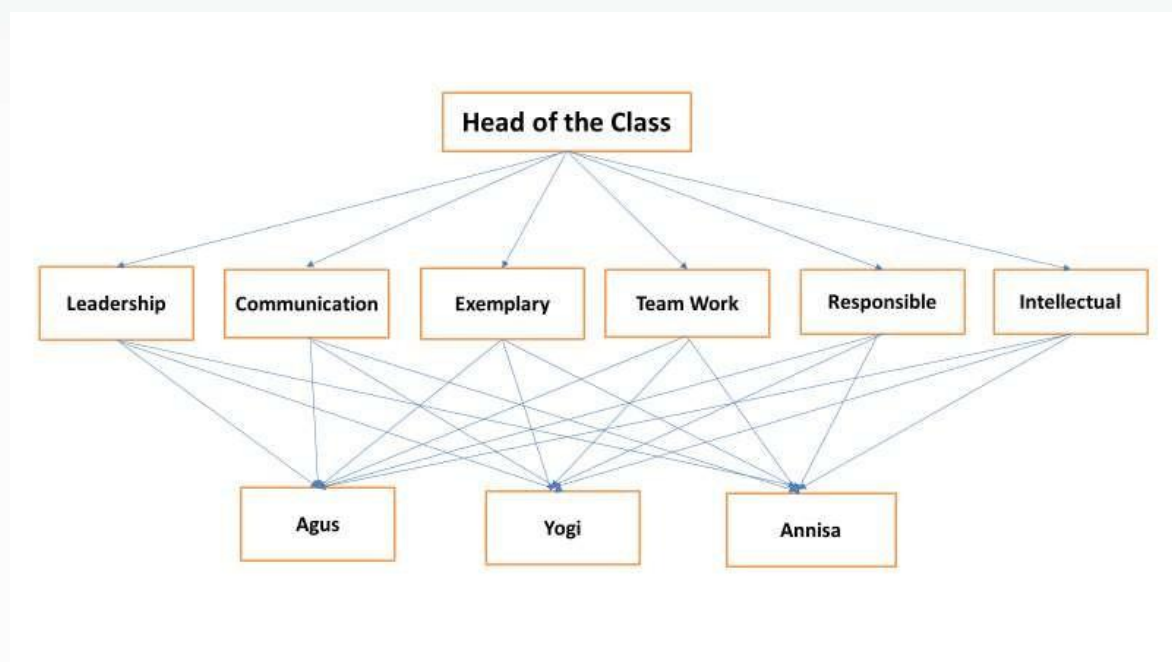 Head of the Class
Leadership
Communication
Exemplary
Team Work
Responsible
Intellectual
Agus
Yogi
Annisa